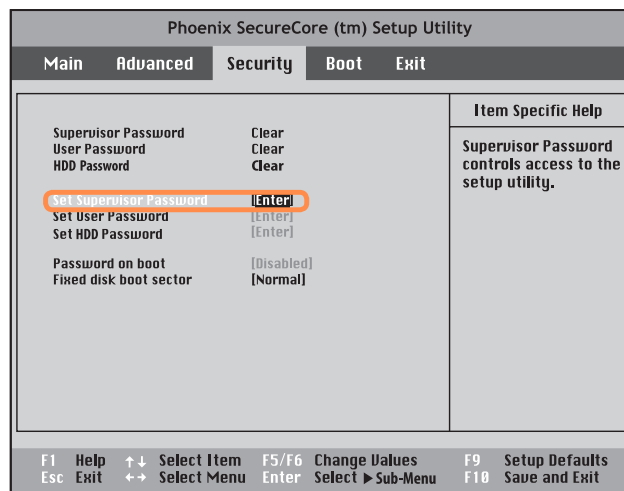 Phoenix SecureCore (tm) Setup Utility
Main Advanced Security Boot Exit
Item Specific Help
Supervisor Password Clear
User Password Clear
HDD Password Clear
Set Supervisor Password [Enter]
Set User Password [Enter]
Set HDD Password [Enter]
Password on boot [Disabled]
Fixed disk boot sector [Normal]
Supervisor Password
controls access to the
setup utility.
F1 Help ↑↓ Select Item F5/F6 Change Values F9 Setup Defaults
Esc Exit ←→ Select Menu Enter Select ▶ Sub-Menu F10 Save and Exit